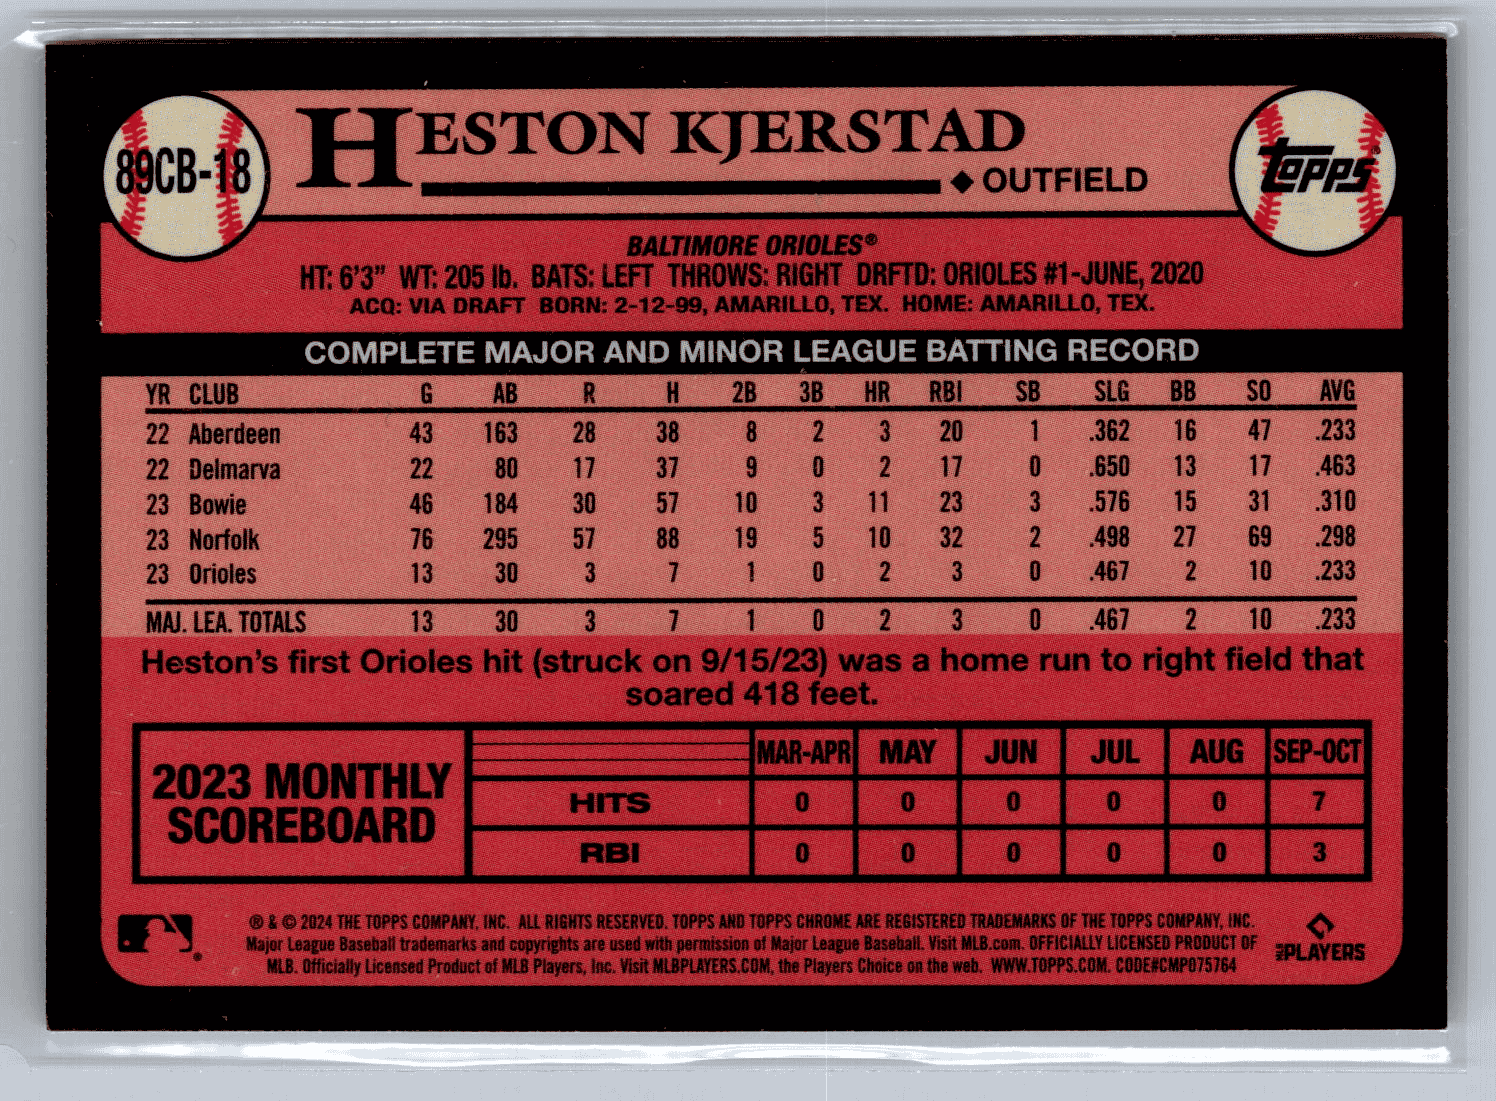 89CB-18
HESTON KJERSTAD
◆ OUTFIELD
TOPPS®
BALTIMORE ORIOLES®
HT: 6'3" WT: 205 lb. BATS: LEFT THROWS: RIGHT DRFTD: ORIOLES #1-JUNE, 2020
ACQ: VIA DRAFT BORN: 2-12-99, AMARILLO, TEX. HOME: AMARILLO, TEX.
COMPLETE MAJOR AND MINOR LEAGUE BATTING RECORD
YR CLUB G AB R H 2B 3B HR RBI SB SLG BB SO AVG
22 Aberdeen 43 163 28 38 8 2 3 20 1 .362 16 47 .233
22 Delmarva 22 80 17 37 9 0 2 17 0 .650 13 17 .463
23 Bowie 46 184 30 57 10 3 11 23 3 .576 15 31 .310
23 Norfolk 76 295 57 88 19 5 10 32 2 .498 27 69 .298
23 Orioles 13 30 3 7 1 0 2 3 0 .467 2 10 .233
MAJ. LEA. TOTALS 13 30 3 7 1 0 2 3 0 .467 2 10 .233
Heston's first Orioles hit (struck on 9/15/23) was a home run to right field that
soared 418 feet.
2023 MONTHLY
SCOREBOARD
MAR-APR MAY JUN JUL AUG SEP-OCT
HITS 0 0 0 0 0 7
RBI 0 0 0 0 0 3
® & © 2024 THE TOPPS COMPANY, INC. ALL RIGHTS RESERVED. TOPPS AND TOPPS CHROME ARE REGISTERED TRADEMARKS OF THE TOPPS COMPANY, INC.
Major League Baseball trademarks and copyrights are used with permission of Major League Baseball. Visit MLB.com. OFFICIALLY LICENSED PRODUCT OF
MLB. Officially Licensed Product of MLB Players, Inc. Visit MLBPLAYERS.COM, the Players Choice on the web. WWW.TOPPS.COM. CODE#CMP075764
MLB PLAYERS